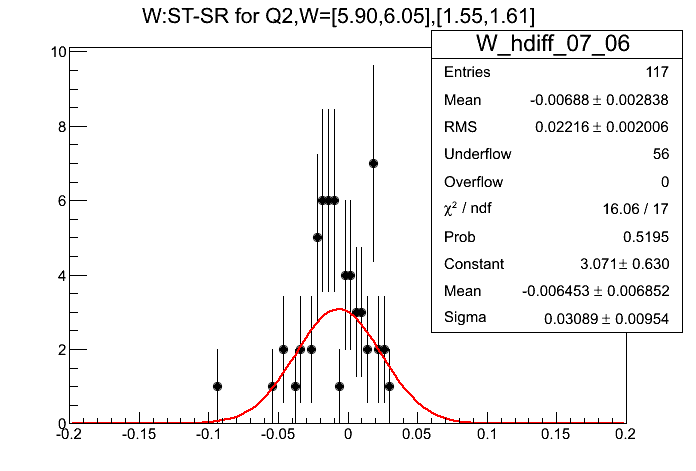 W:ST-SR for Q2,W=[5.90,6.05],[1.55,1.61]
W_hdiff_07_06
Entries 117
Mean -0.00688 ± 0.002838
RMS 0.02216 ± 0.002006
Underflow 56
Overflow 0
χ² / ndf 16.06 / 17
Prob 0.5195
Constant 3.071 ± 0.630
Mean -0.006453 ± 0.006852
Sigma 0.03089 ± 0.00954
10
8
6
4
2
0
-0.2 -0.15 -0.1 -0.05 0 0.05 0.1 0.15 0.2